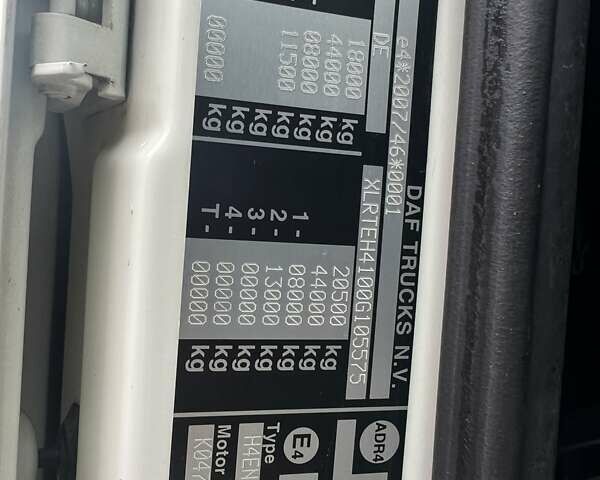 DAF TRUCKS N.V.
e4*2007/46*0001
DE
XLRTEH4100G105575
18000 kg
20500 kg
44000 kg
44000 kg
08000 kg
1- 08000 kg
11500 kg
2- 13000 kg
3- 00000 kg
4- 00000 kg
00000 kg
T- 00000 kg
ADR4
E4
Type
H4EN
Motor
K047